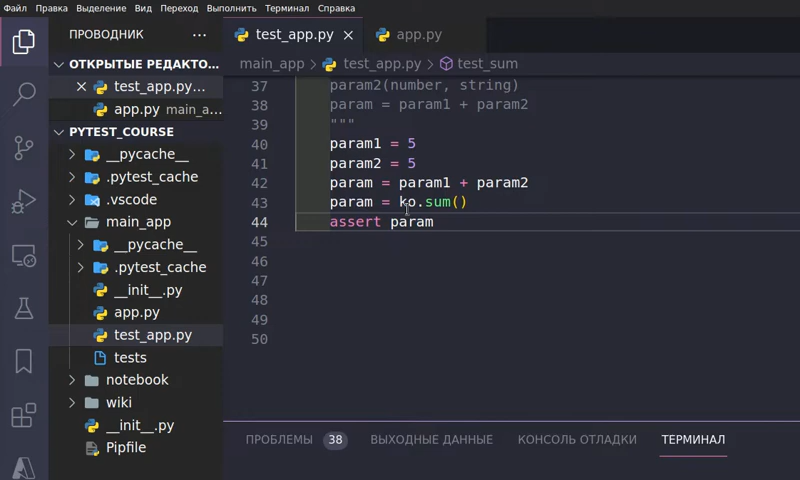 Файл Правка Выделение Вид Переход Выполнить Терминал Справка
ПРОВОДНИК ...
test_app.py
app.py
ОТКРЫТЫЕ РЕДАКТО...
main_app > test_app.py > test_sum
test_app.py...
app.py main_a...
PYTEST_COURSE
__pycache__
.pytest_cache
.vscode
main_app
__pycache__
.pytest_cache
__init__.py
app.py
test_app.py
tests
notebook
wiki
__init__.py
Pipfile
37 param2(number, string)
38 param = param1 + param2
39 """
40 param1 = 5
41 param2 = 5
42 param = param1 + param2
43 param = ko.sum()
44 assert param
45
46
47
48
49
50
ПРОБЛЕМЫ 38 ВЫХОДНЫЕ ДАННЫЕ КОНСОЛЬ ОТЛАДКИ ТЕРМИНАЛ